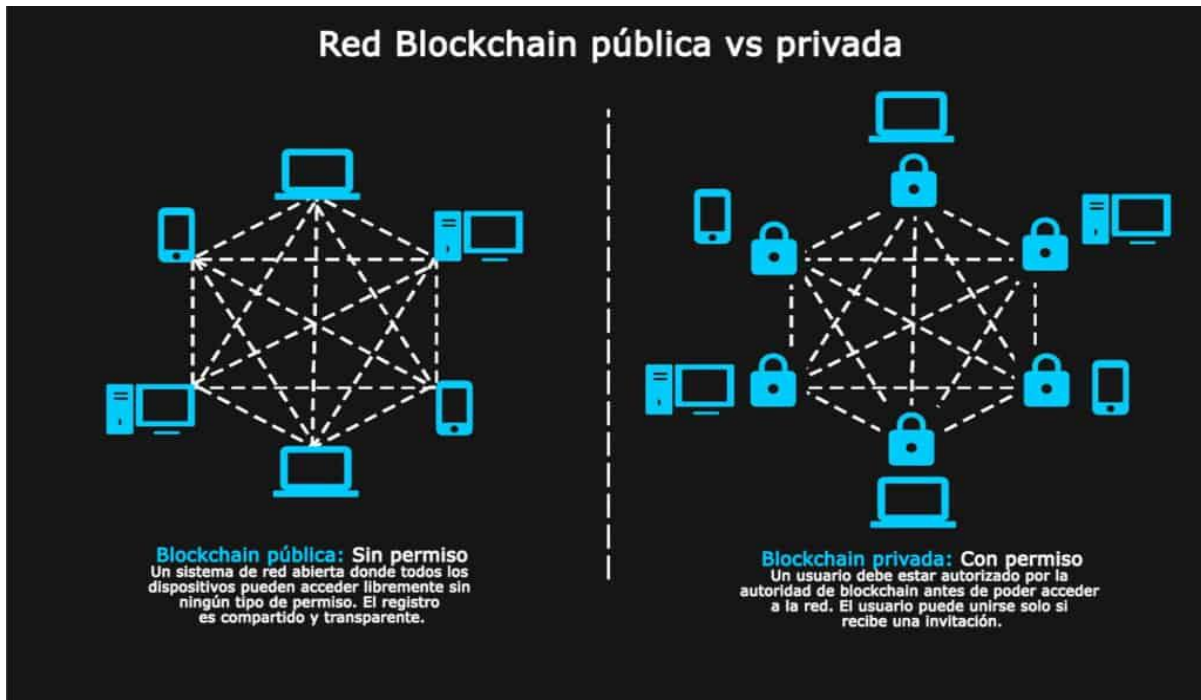 Red Blockchain pública vs privada
Blockchain pública: Sin permiso
Un sistema de red abierta donde todos los
dispositivos pueden acceder libremente sin
ningún tipo de permiso. El registro
es compartido y transparente.
Blockchain privada: Con permiso
Un usuario debe estar autorizado por la
autoridad de blockchain antes de poder acceder
a la red. El usuario puede unirse solo si
recibe una invitación.